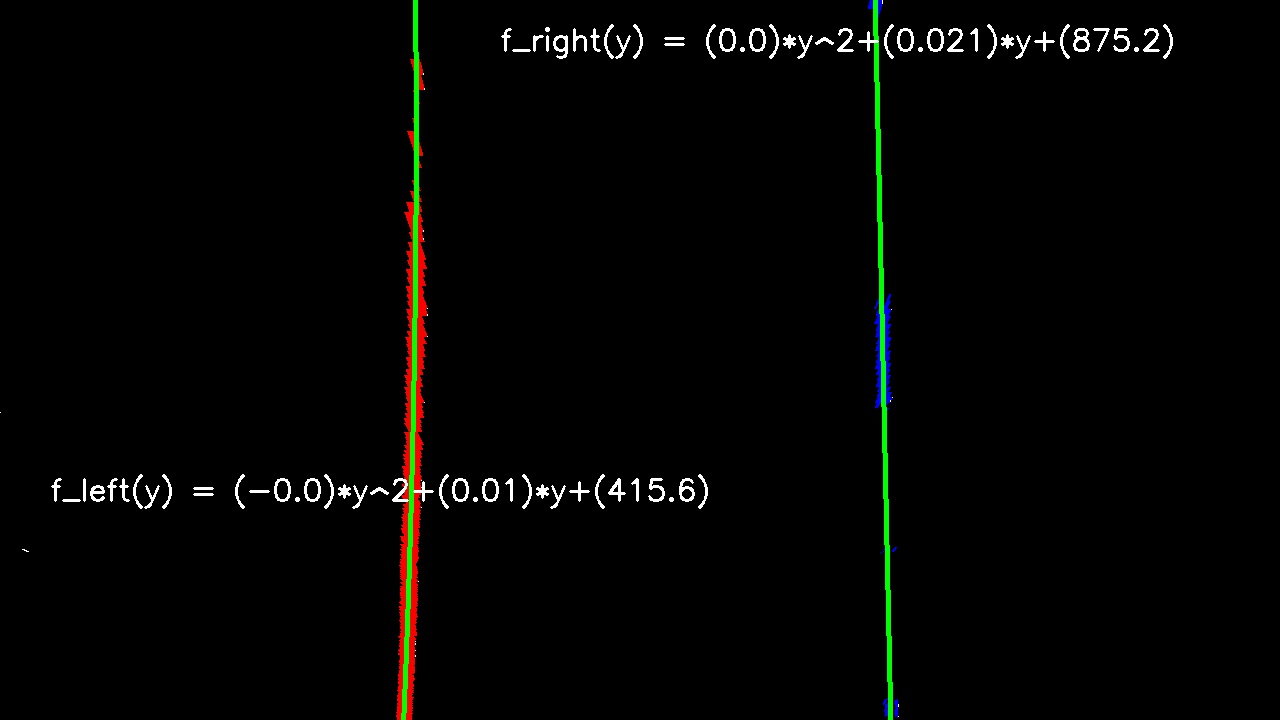 f_right(y) = (0.0)*y^2+(0.021)*y+(875.2)
f_left(y) = (-0.0)*y^2+(0.01)*y+(415.6)